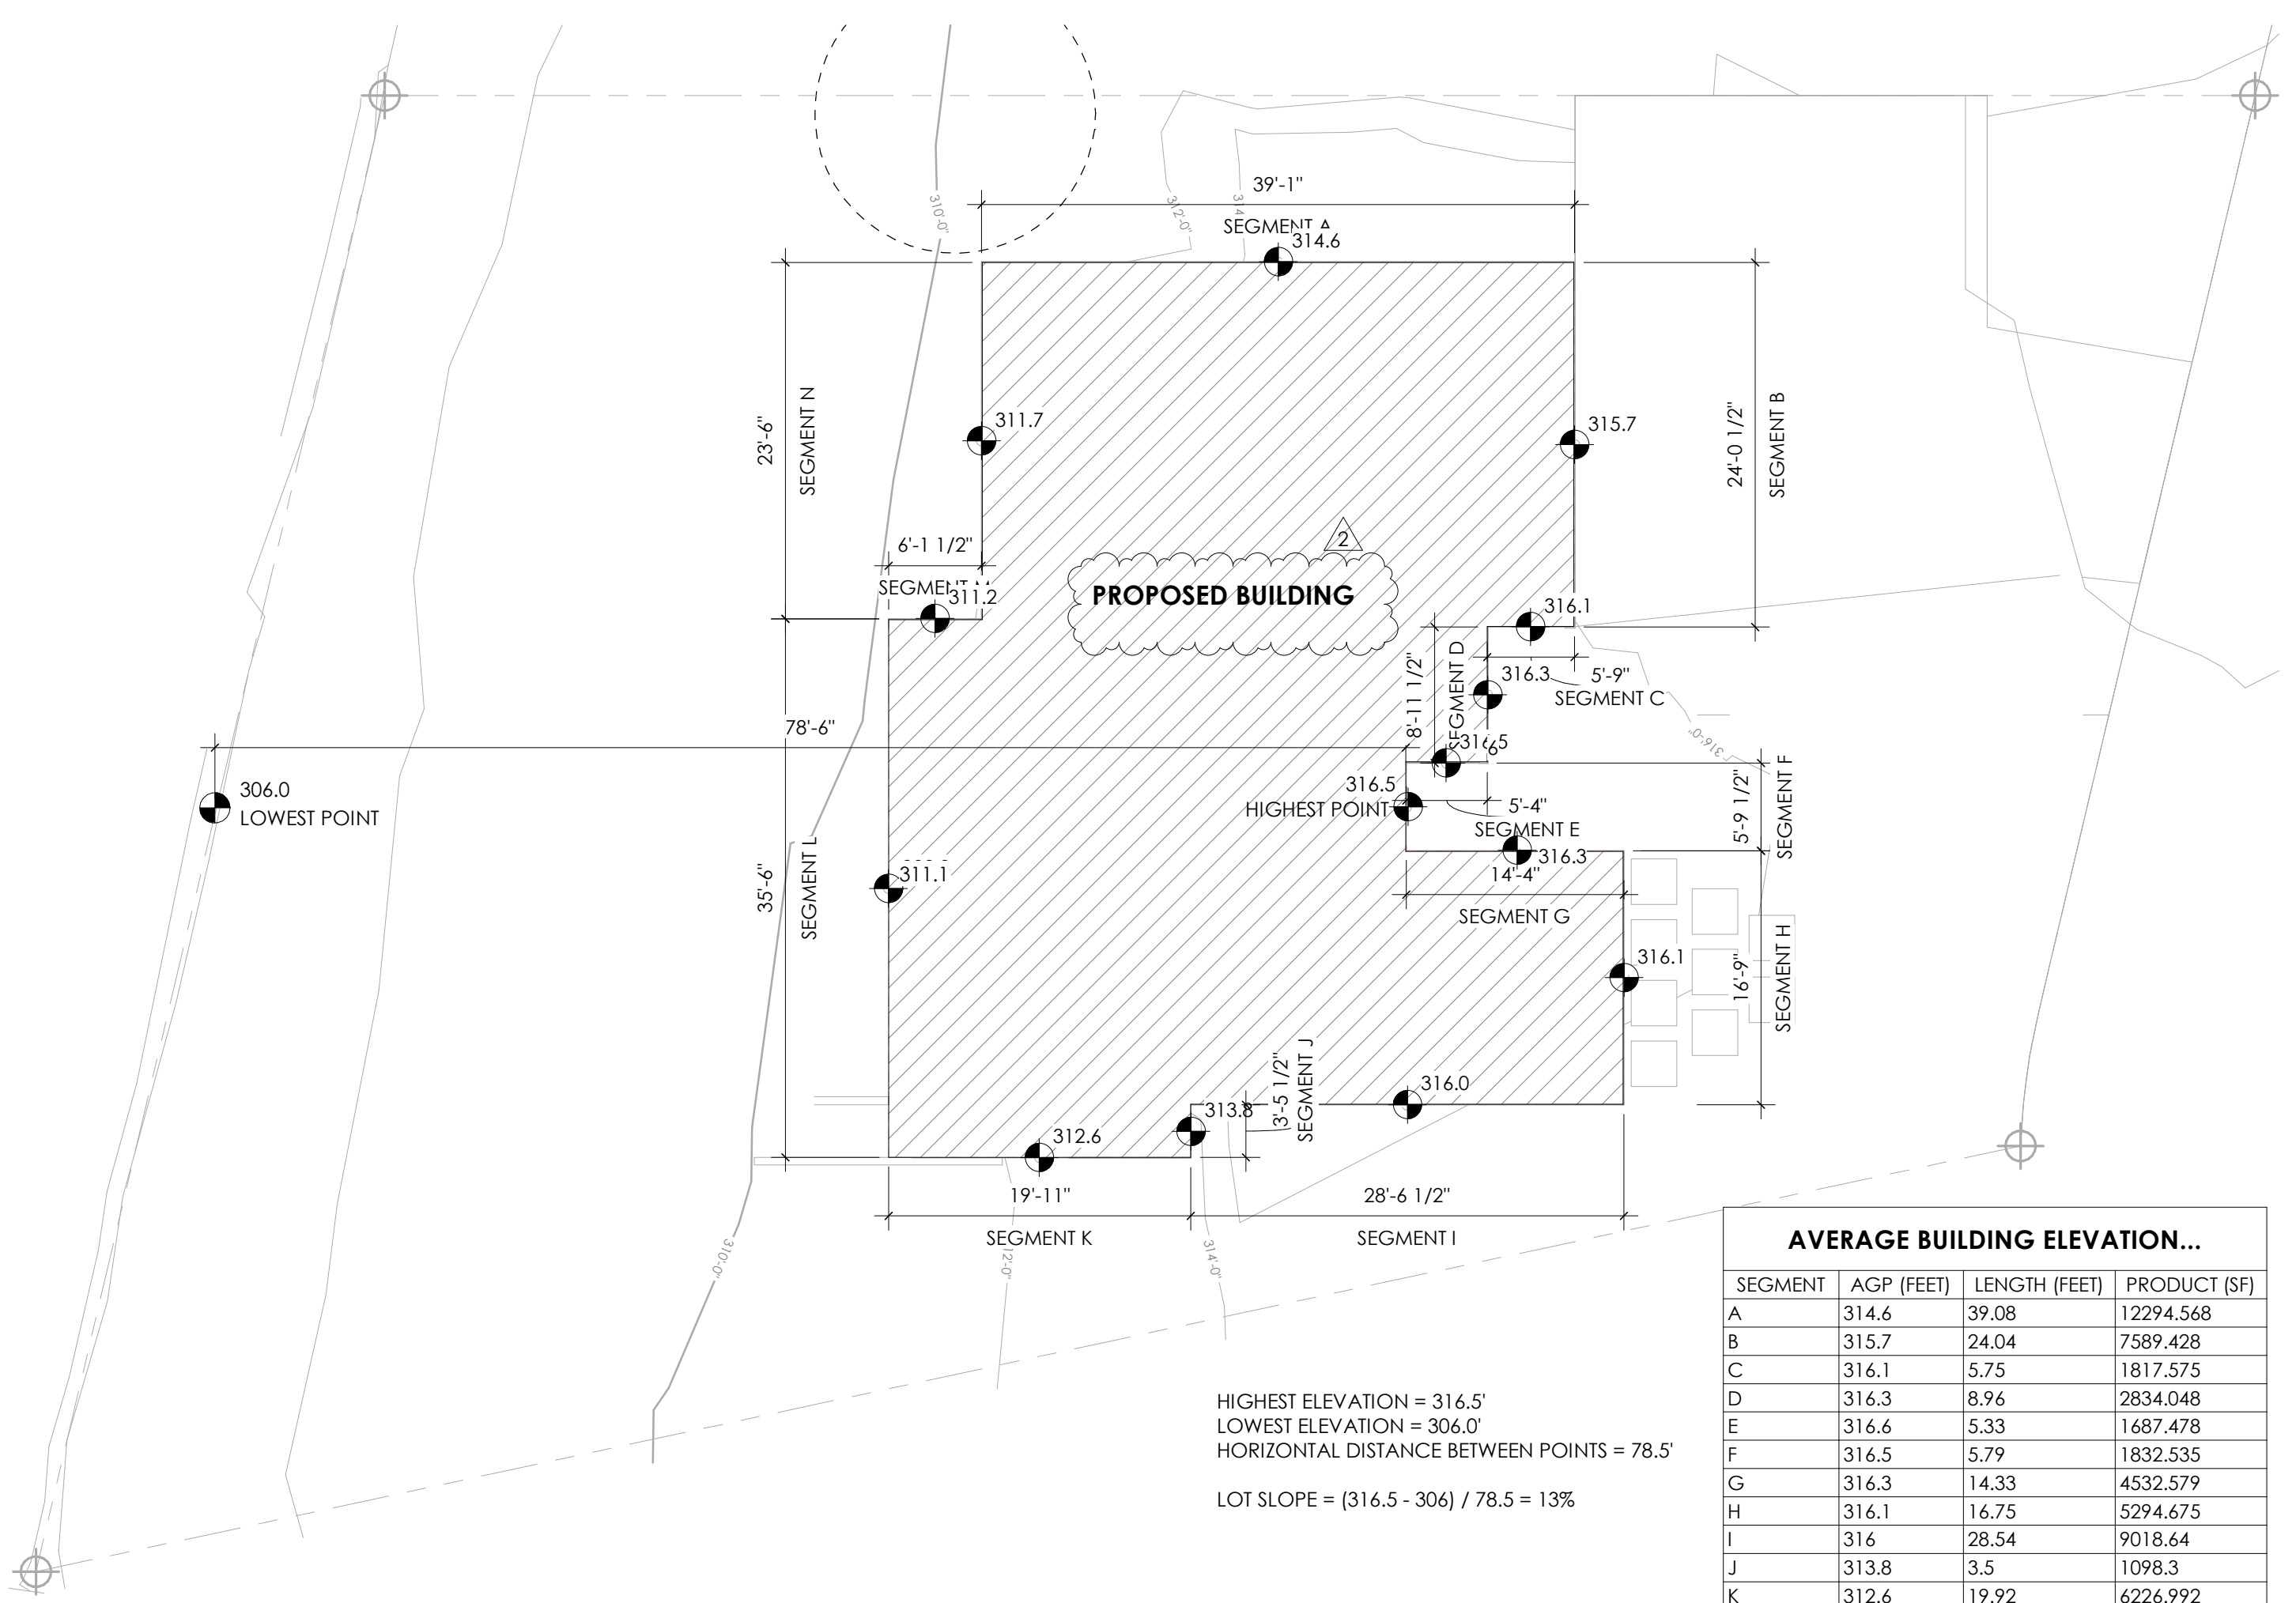 39'-1"
310'-0"
312'-0"
314
SEGMENT A
314.6
23'-6"
SEGMENT N
311.7
315.7
24'-0 1/2"
SEGMENT B
6'-1 1/2"
2
PROPOSED BUILDING
311.2
316.1
8'-11 1/2"
SEGMENT D
316.3
5'-9"
SEGMENT C
78'-6"
316'-0"
306.0
LOWEST POINT
316.5
HIGHEST POINT
5'-4"
SEGMENT E
5'-9 1/2"
SEGMENT F
316.3
14'-4"
SEGMENT G
35'-6"
SEGMENT L
311.1
316.1
16'-9"
SEGMENT H
3'-5 1/2"
SEGMENT J
316.0
313.8
312.6
19'-11"
28'-6 1/2"
SEGMENT K
SEGMENT I
310'-0"
12'-0"
314'-0"
HIGHEST ELEVATION = 316.5'
LOWEST ELEVATION = 306.0'
HORIZONTAL DISTANCE BETWEEN POINTS = 78.5'
LOT SLOPE = (316.5 - 306) / 78.5 = 13%
AVERAGE BUILDING ELEVATION...
SEGMENT AGP (FEET) LENGTH (FEET) PRODUCT (SF)
A 314.6 39.08 12294.568
B 315.7 24.04 7589.428
C 316.1 5.75 1817.575
D 316.3 8.96 2834.048
E 316.6 5.33 1687.478
F 316.5 5.79 1832.535
G 316.3 14.33 4532.579
H 316.1 16.75 5294.675
I 316 28.54 9018.64
J 313.8 3.5 1098.3
K 312.6 19.92 6226.992